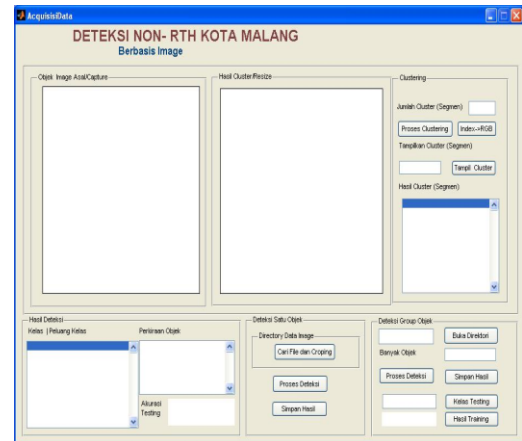 AcquisisiData
DETEKSI NON- RTH KOTA MALANG
Berbasis Image
Objek Image Asal/Capture
Hasil Cluster/Resize
Clustering
Jumlah Cluster (Segmen)
Proses Clustering
Index->RGB
Tampilkan Cluster (Segmen)
Tampil Cluster
Hasil Cluster (Segmen)
Hasil Deteksi
Kelas | Peluang Kelas
Perkiraan Objek
Akurasi
Testing
Deteksi Satu Objek
Directory Data Image
Cari File dan Croping
Proses Deteksi
Simpan Hasil
Deteksi Group Objek
Buka Direktori
Banyak Objek
Proses Deteksi
Simpan Hasil
Kelas Testing
Hasil Training